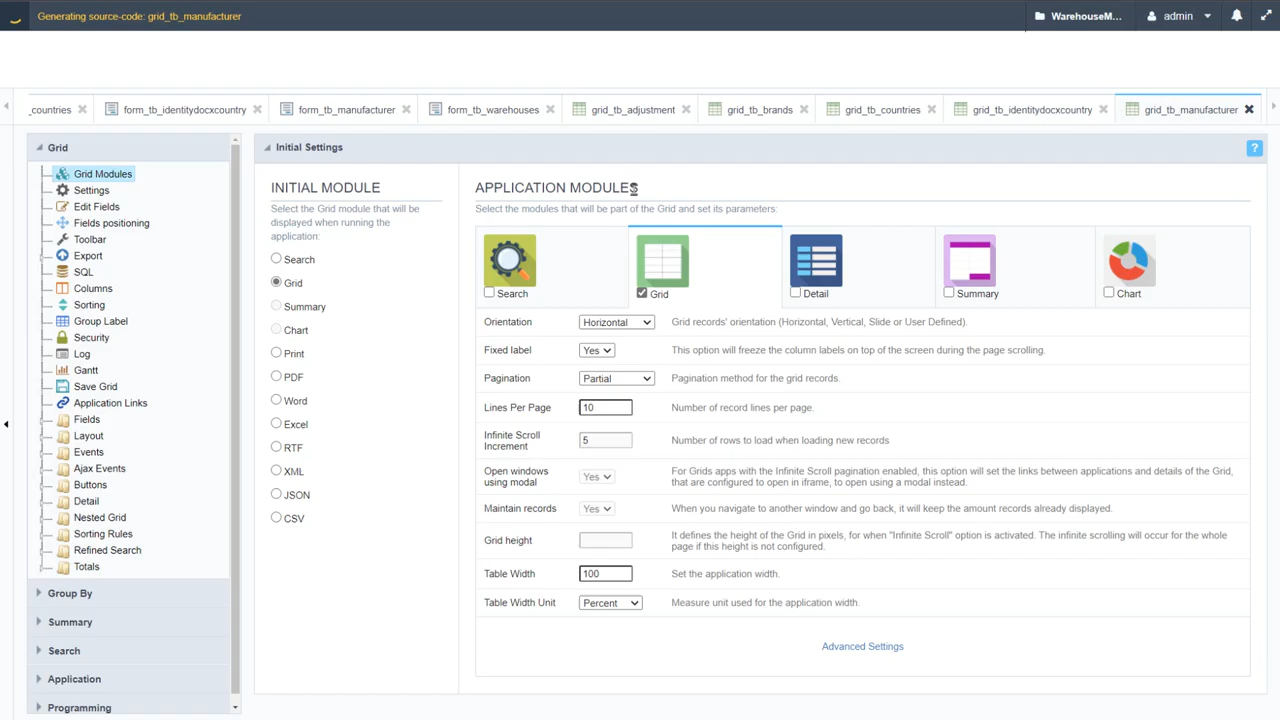 Generating source-code: grid_tb_manufacturer
WarehouseM...
admin
_countries
form_tb_identitydocxcountry
form_tb_manufacturer
form_tb_warehouses
grid_tb_adjustment
grid_tb_brands
grid_tb_countries
grid_tb_identitydocxcountry
grid_tb_manufacturer
Grid
Grid Modules
Settings
Edit Fields
Fields positioning
Toolbar
Export
SQL
Columns
Sorting
Group Label
Security
Log
Gantt
Save Grid
Application Links
Fields
Layout
Events
Ajax Events
Buttons
Detail
Nested Grid
Sorting Rules
Refined Search
Totals
Group By
Summary
Search
Application
Programming
Initial Settings
?
INITIAL MODULE
Select the Grid module that will be
displayed when running the
application:
Search
Grid
Summary
Chart
Print
PDF
Word
Excel
RTF
XML
JSON
CSV
APPLICATION MODULES
Select the modules that will be part of the Grid and set its parameters:
Search
Grid
Detail
Summary
Chart
Orientation Horizontal Grid records' orientation (Horizontal, Vertical, Slide or User Defined).
Fixed label Yes This option will freeze the column labels on top of the screen during the page scrolling.
Pagination Partial Pagination method for the grid records.
Lines Per Page 10 Number of record lines per page.
Infinite Scroll
Increment
5 Number of rows to load when loading new records
Open windows
using modal
Yes
For Grids apps with the Infinite Scroll pagination enabled, this option will set the links between applications and details of the Grid,
that are configured to open in iframe, to open using a modal instead.
Maintain records Yes When you navigate to another window and go back, it will keep the amount records already displayed.
Grid height
It defines the height of the Grid in pixels, for when "Infinite Scroll" option is activated. The infinite scrolling will occur for the whole
page if this height is not configured.
Table Width 100 Set the application width.
Table Width Unit Percent Measure unit used for the application width.
Advanced Settings